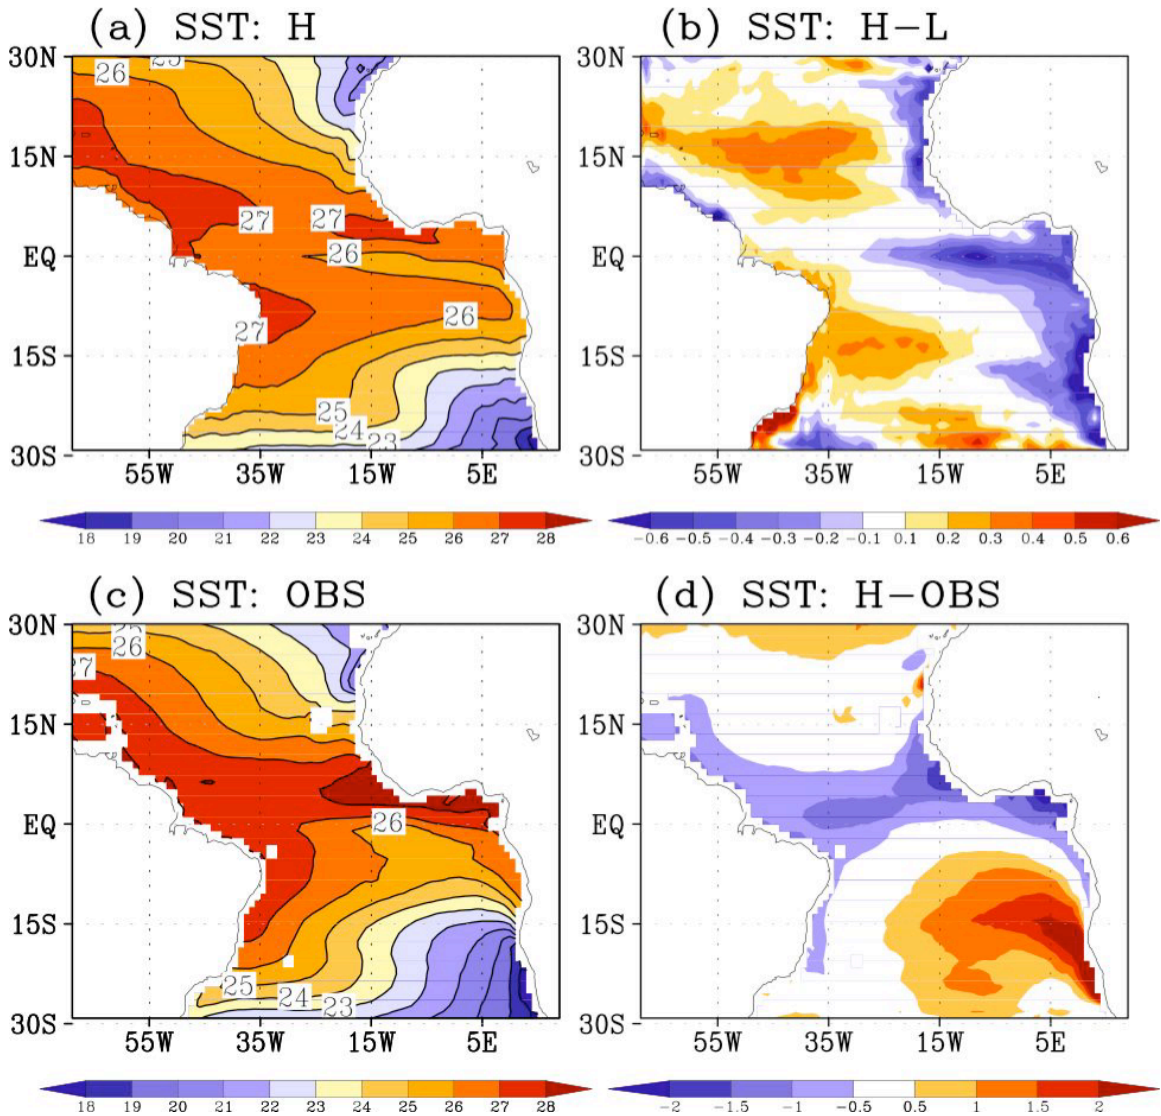 (a) SST: H
30N
15N
EQ
15S
30S
26
27
27
26
27
26
25
24
23
55W 35W 15W 5E
18 19 20 21 22 23 24 25 26 27 28
(b) SST: H-L
30N
15N
EQ
15S
30S
55W 35W 15W 5E
-0.6 -0.5 -0.4 -0.3 -0.2 -0.1 0.1 0.2 0.3 0.4 0.5 0.6
(c) SST: OBS
30N
15N
EQ
15S
30S
26
27
26
25
24
23
55W 35W 15W 5E
18 19 20 21 22 23 24 25 26 27 28
(d) SST: H-OBS
30N
15N
EQ
15S
30S
55W 35W 15W 5E
-2 -1.5 -1 -0.5 0.5 1 1.5 2